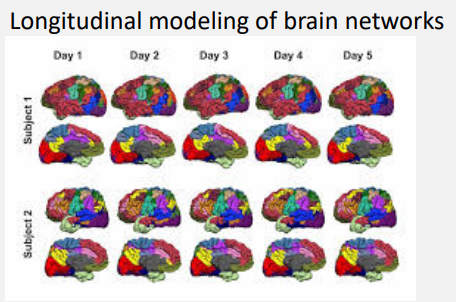 Longitudinal modeling of brain networks
Day 1 Day 2 Day 3 Day 4 Day 5
Subject 1
Subject 2